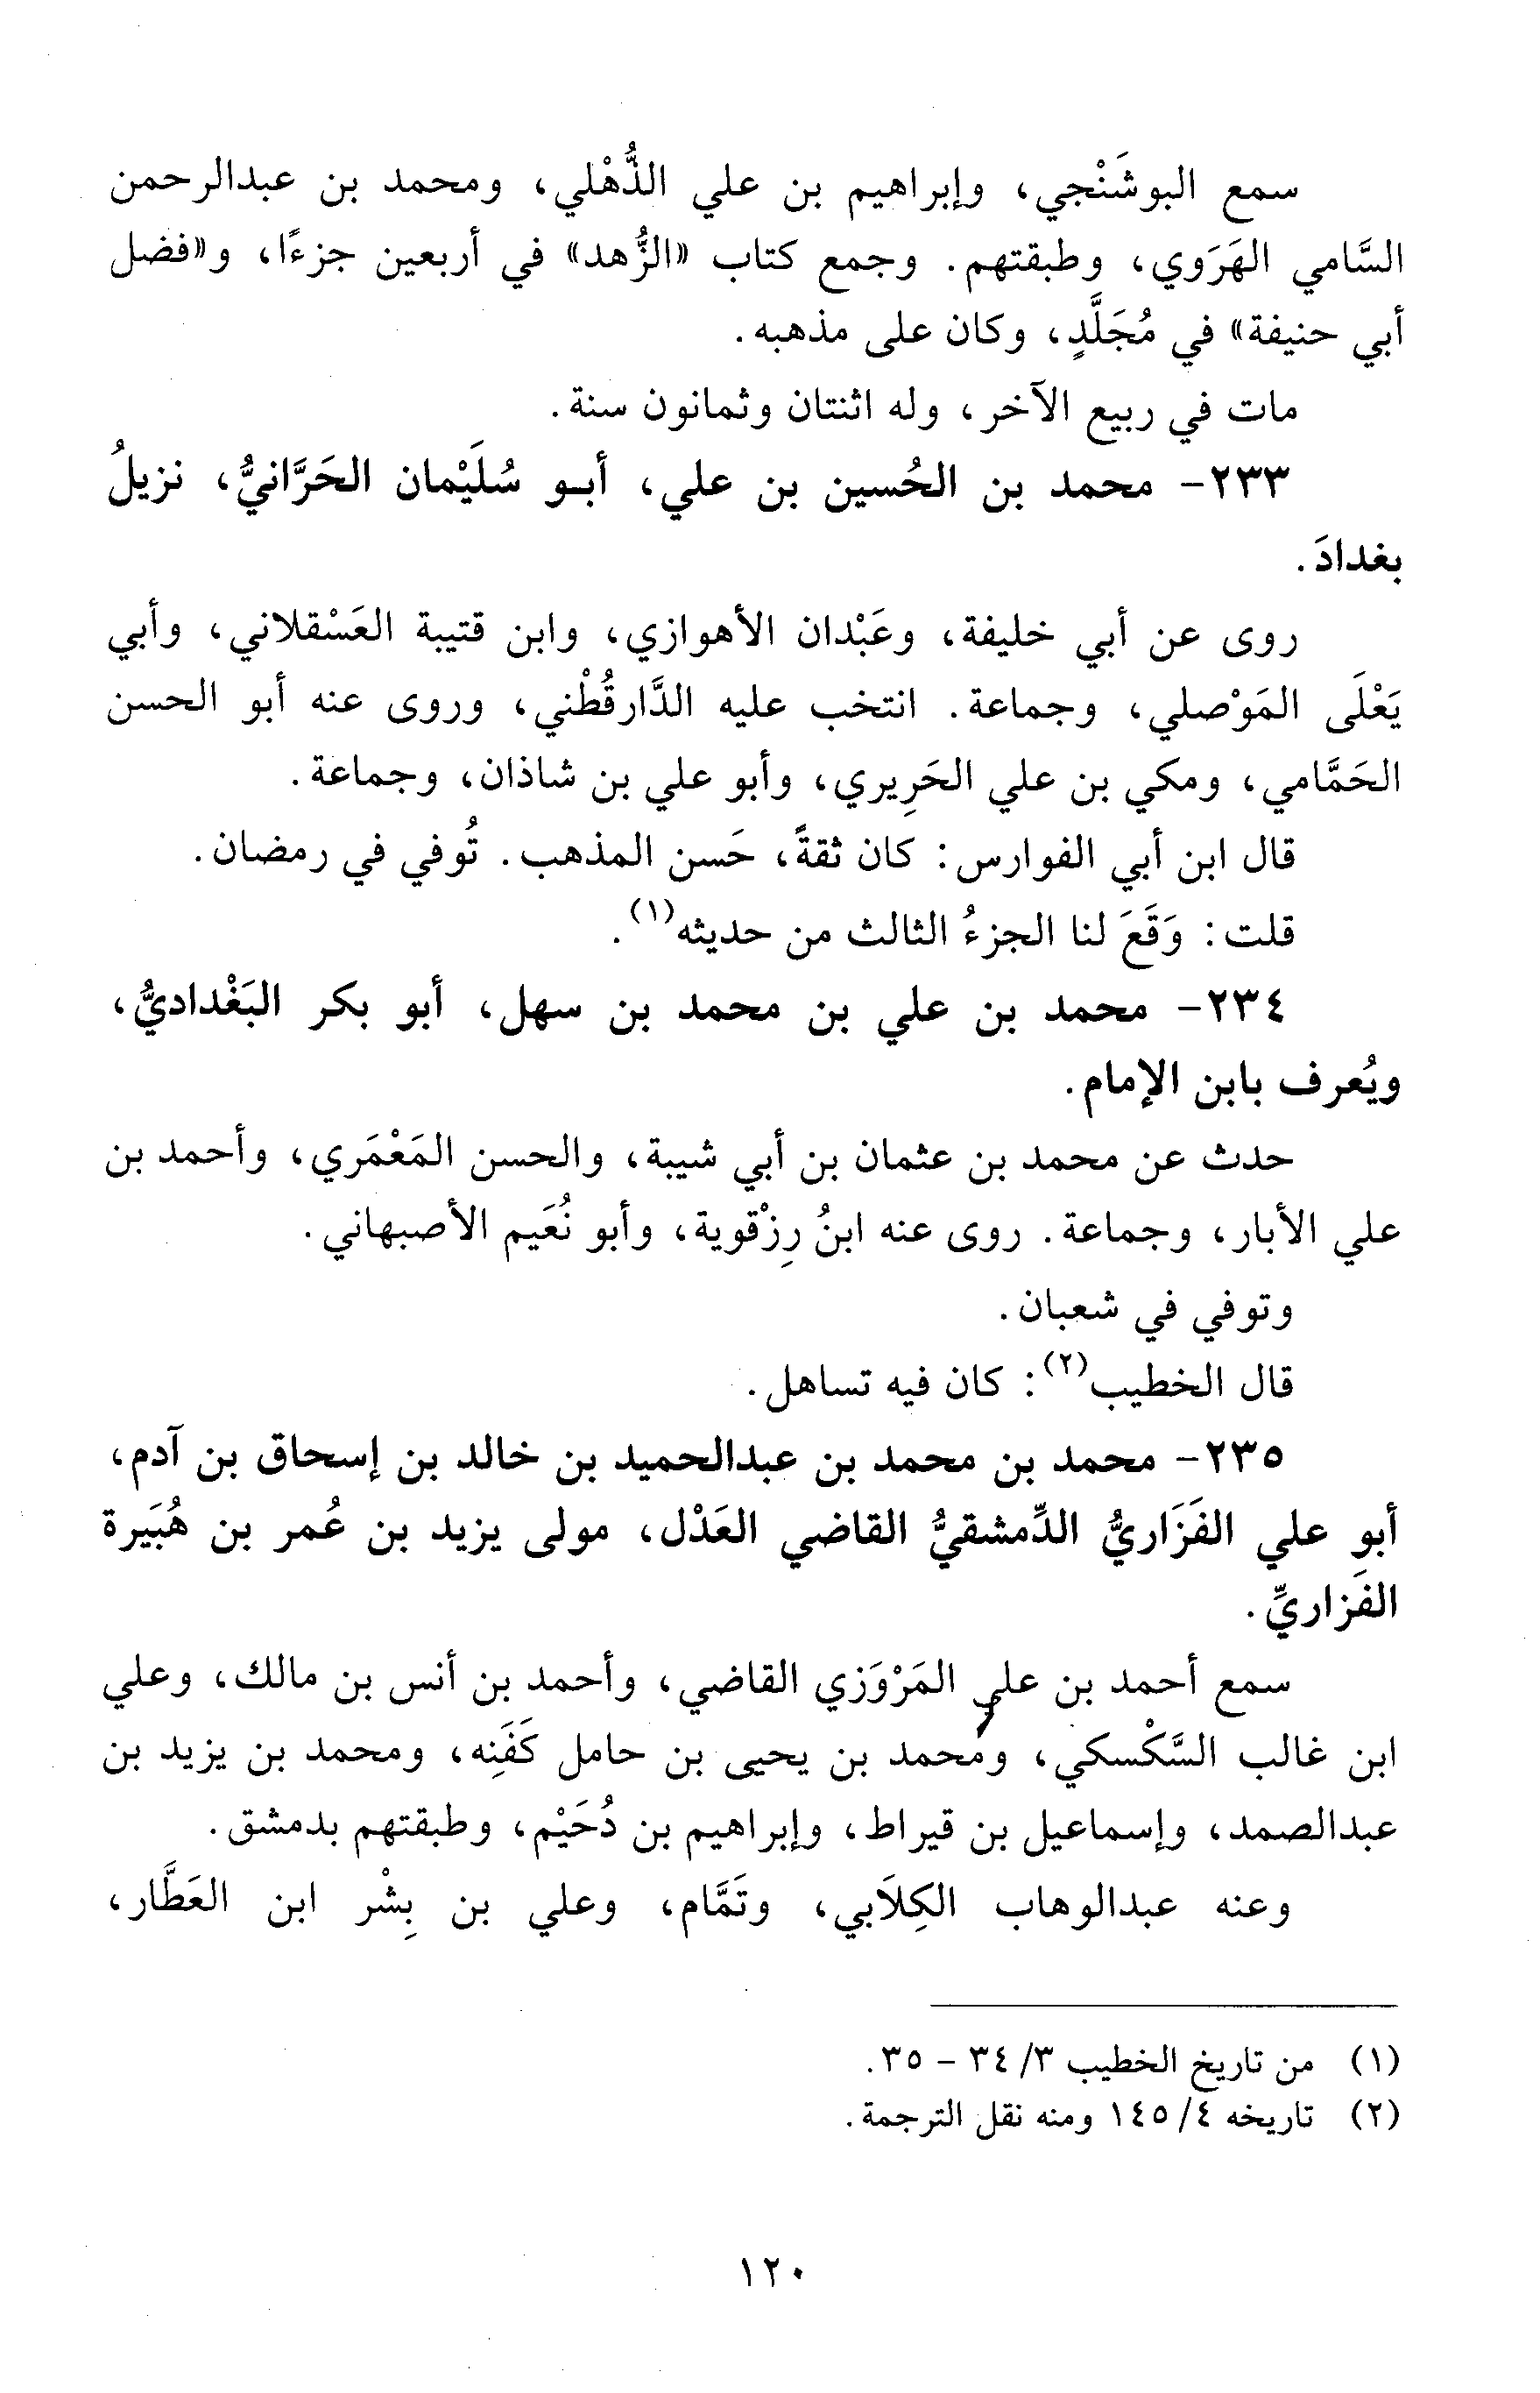 سمع البوشَنْجي، وإبراهيم بن علي الذُّهْلي، ومحمد بن عبدالرحمن
السَّامي الهَرَوي، وطبقتهم. وجمع كتاب «الزُّهد» في أربعين جزءًا، و«فضل
أبي حنيفة» في مُجَلَّدٍ، وكان على مذهبه.
مات في ربيع الآخر، وله اثنتان وثمانون سنة.
٢٣٣- محمد بن الحُسين بن علي، أبو سُلَيْمان الحَرَّانيُّ، نزيلُ
بغدادَ.
روى عن أبي خليفة، وعَبْدان الأهوازي، وابن قتيبة العَسْقلاني، وأبي
يَعْلَى المَوْصلي، وجماعة. انتخب عليه الدَّارقُطْني، وروى عنه أبو الحسن
الحَمَّامي، ومكي بن علي الحَرِيري، وأبو علي بن شاذان، وجماعة.
قال ابن أبي الفوارس: كان ثقةً، حَسن المذهب. تُوفي في رمضان.
قلت: وَقَعَ لنا الجزءُ الثالث من حديثه(١).
٢٣٤- محمد بن علي بن محمد بن سهل، أبو بكر البَغْداديُّ،
ويُعرف بابن الإمام.
حدث عن محمد بن عثمان بن أبي شيبة، والحسن المَعْمَري، وأحمد بن
علي الأبار، وجماعة. روى عنه ابنُ رِزْقوية، وأبو نُعَيم الأصبهاني.
وتوفي في شعبان.
قال الخطيب(٢): كان فيه تساهل.
٢٣٥- محمد بن محمد بن عبدالحميد بن خالد بن إسحاق بن آدم،
أبو علي الفَزَاريُّ الدِّمشقيُّ القاضي العَدْل، مولى يزيد بن عُمر بن هُبَيرة
الفَزاريِّ.
سمع أحمد بن علي المَرْوَزي القاضي، وأحمد بن أنس بن مالك، وعلي
ابن غالب السَّكْسكي، ومحمد بن يحيى بن حامل كَفَنِه، ومحمد بن يزيد بن
عبدالصمد، وإسماعيل بن قيراط، وإبراهيم بن دُحَيْم، وطبقتهم بدمشق.
وعنه عبدالوهاب الكِلَابي، وتَمَّام، وعلي بن بِشْر ابن العَطَّار،
(١) من تاريخ الخطيب ٣/ ٣٤ - ٣٥.
(٢) تاريخه ٤/ ١٤٥ ومنه نقل الترجمة.
١٢٠